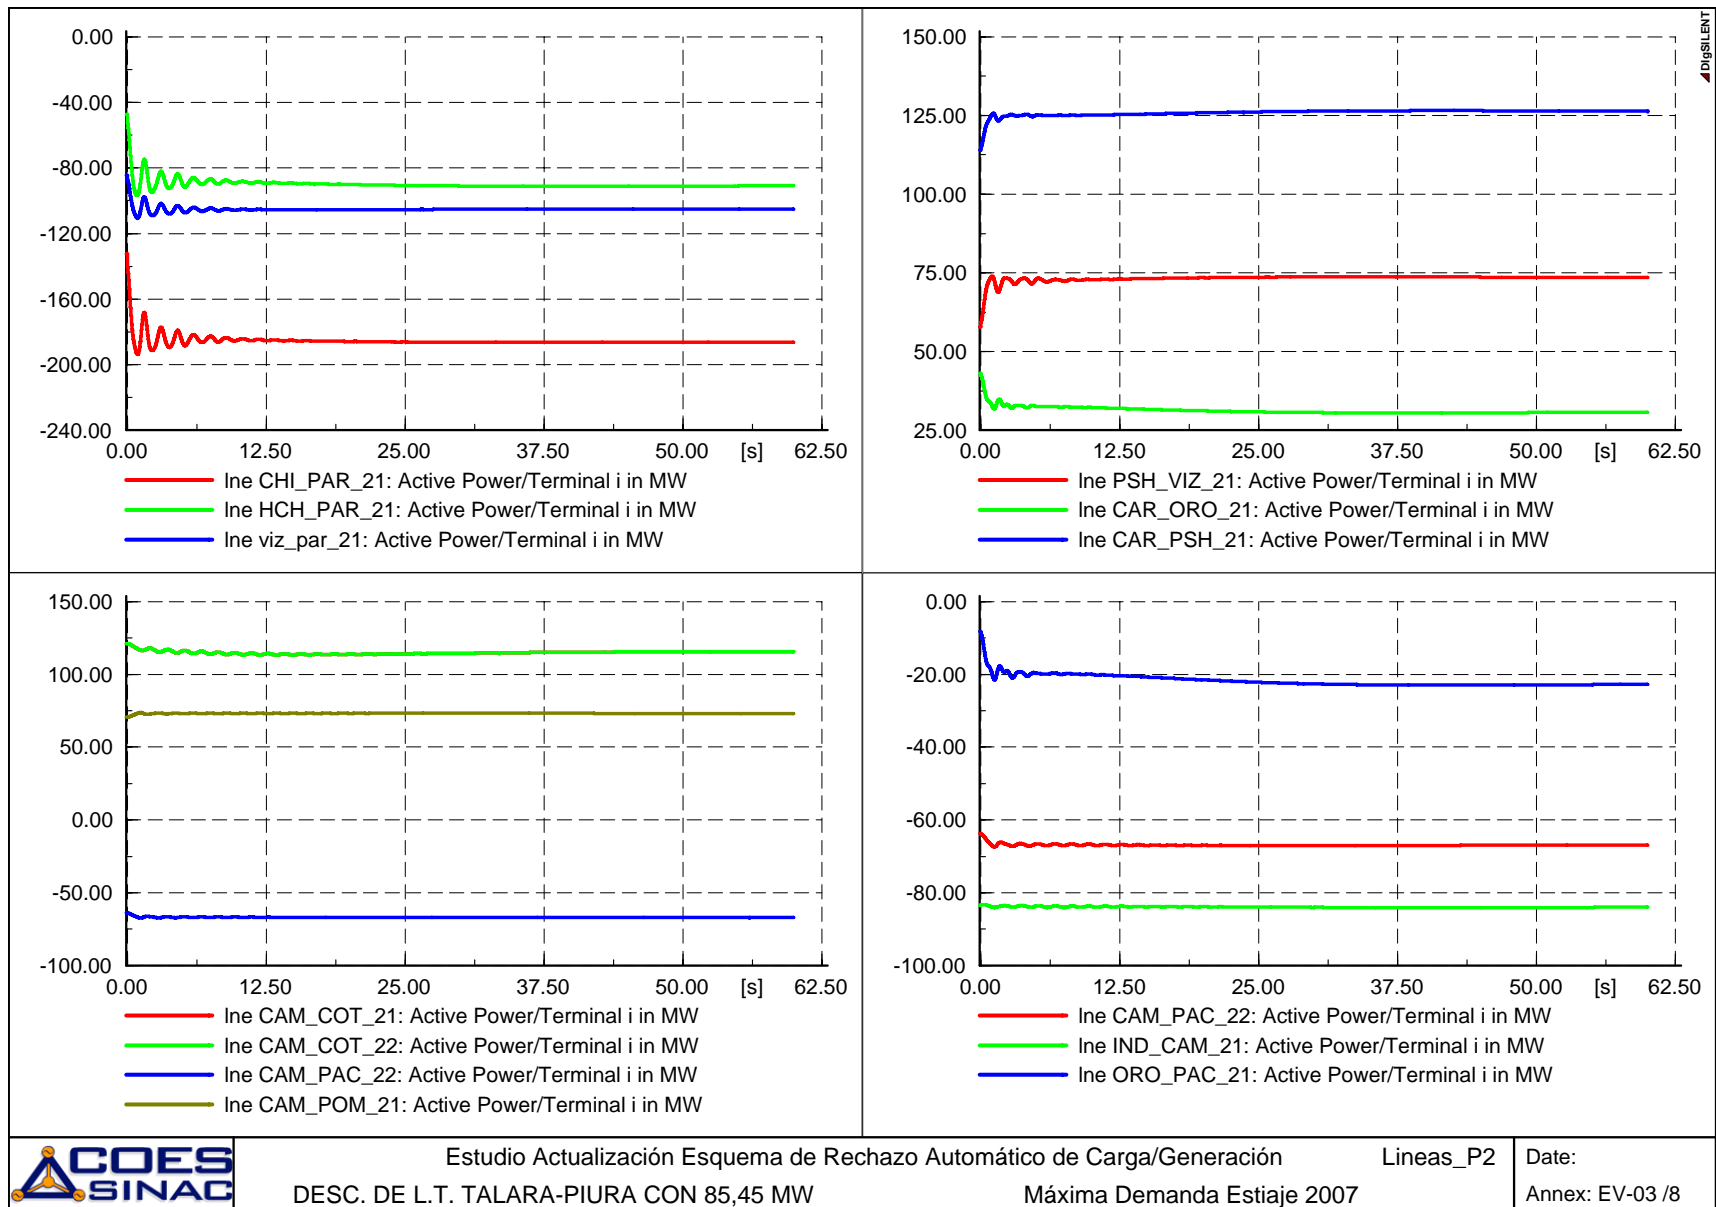 DIgSILENT
0.00
-40.00
-80.00
-120.00
-160.00
-200.00
-240.00
0.00 12.50 25.00 37.50 50.00 [s] 62.50
lne CHI_PAR_21: Active Power/Terminal i in MW
lne HCH_PAR_21: Active Power/Terminal i in MW
lne viz_par_21: Active Power/Terminal i in MW
150.00
125.00
100.00
75.00
50.00
25.00
0.00 12.50 25.00 37.50 50.00 [s] 62.50
lne PSH_VIZ_21: Active Power/Terminal i in MW
lne CAR_ORO_21: Active Power/Terminal i in MW
lne CAR_PSH_21: Active Power/Terminal i in MW
150.00
100.00
50.00
0.00
-50.00
-100.00
0.00 12.50 25.00 37.50 50.00 [s] 62.50
lne CAM_COT_21: Active Power/Terminal i in MW
lne CAM_COT_22: Active Power/Terminal i in MW
lne CAM_PAC_22: Active Power/Terminal i in MW
lne CAM_POM_21: Active Power/Terminal i in MW
0.00
-20.00
-40.00
-60.00
-80.00
-100.00
0.00 12.50 25.00 37.50 50.00 [s] 62.50
lne CAM_PAC_22: Active Power/Terminal i in MW
lne IND_CAM_21: Active Power/Terminal i in MW
lne ORO_PAC_21: Active Power/Terminal i in MW
COES
SINAC
Estudio Actualización Esquema de Rechazo Automático de Carga/Generación Lineas_P2
DESC. DE L.T. TALARA-PIURA CON 85,45 MW Máxima Demanda Estiaje 2007
Date:
Annex: EV-03 /8